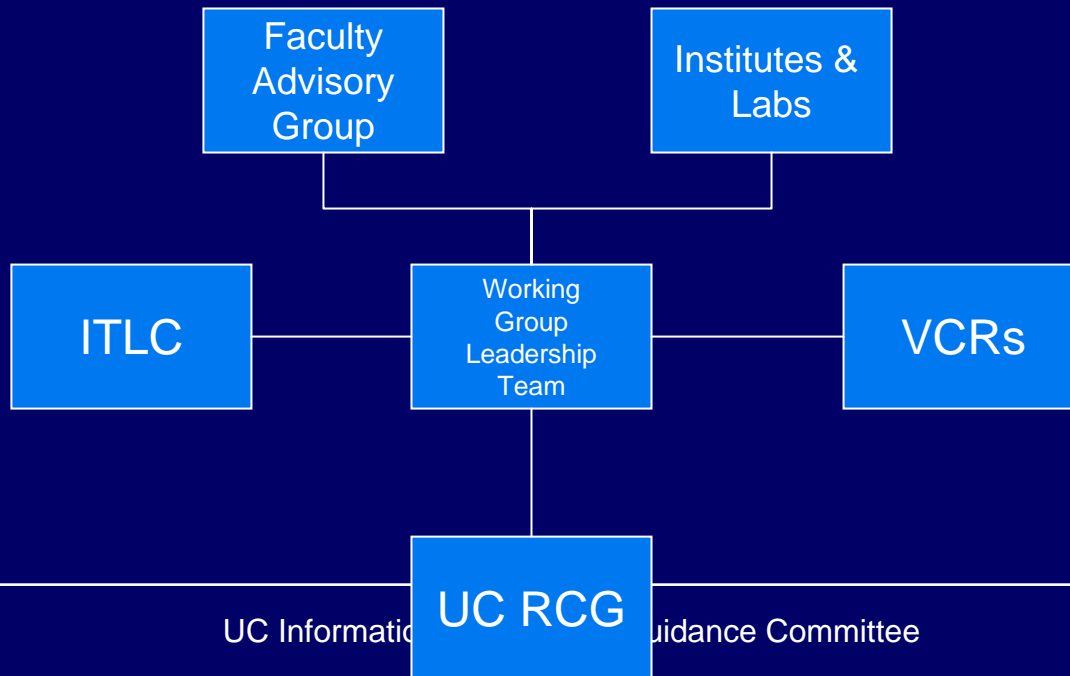 Faculty
Advisory
Group
Institutes &
Labs
ITLC
Working
Group
Leadership
Team
VCRs
UC RCG
UC Informatio uidance Committee